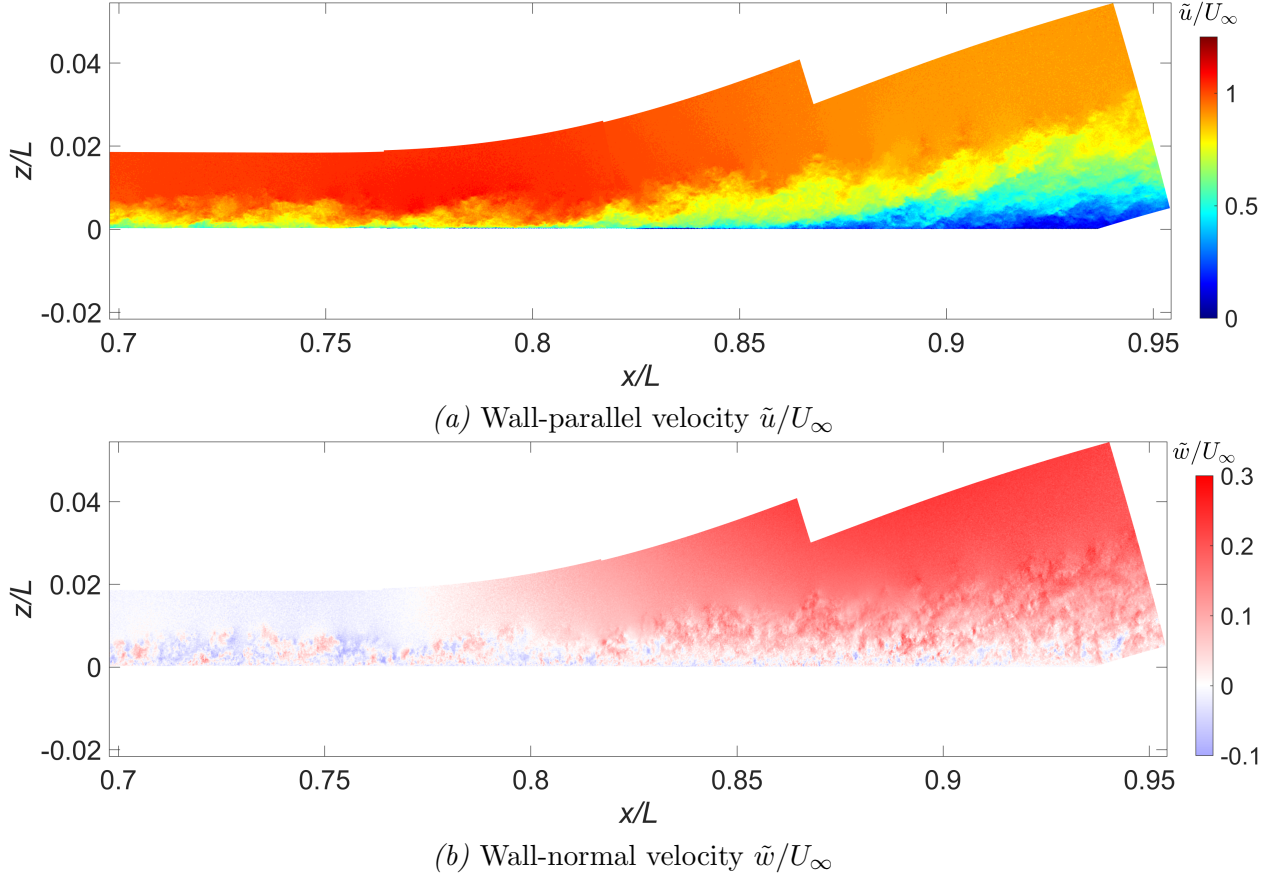 ũ/U∞
0.04
0.02
0
-0.02
z/L
1
0.5
0
0.7 0.75 0.8 0.85 0.9 0.95
x/L
(a) Wall-parallel velocity ũ/U∞
w̃/U∞
0.04
0.02
0
-0.02
z/L
0.3
0.2
0.1
0
-0.1
0.7 0.75 0.8 0.85 0.9 0.95
x/L
(b) Wall-normal velocity w̃/U∞